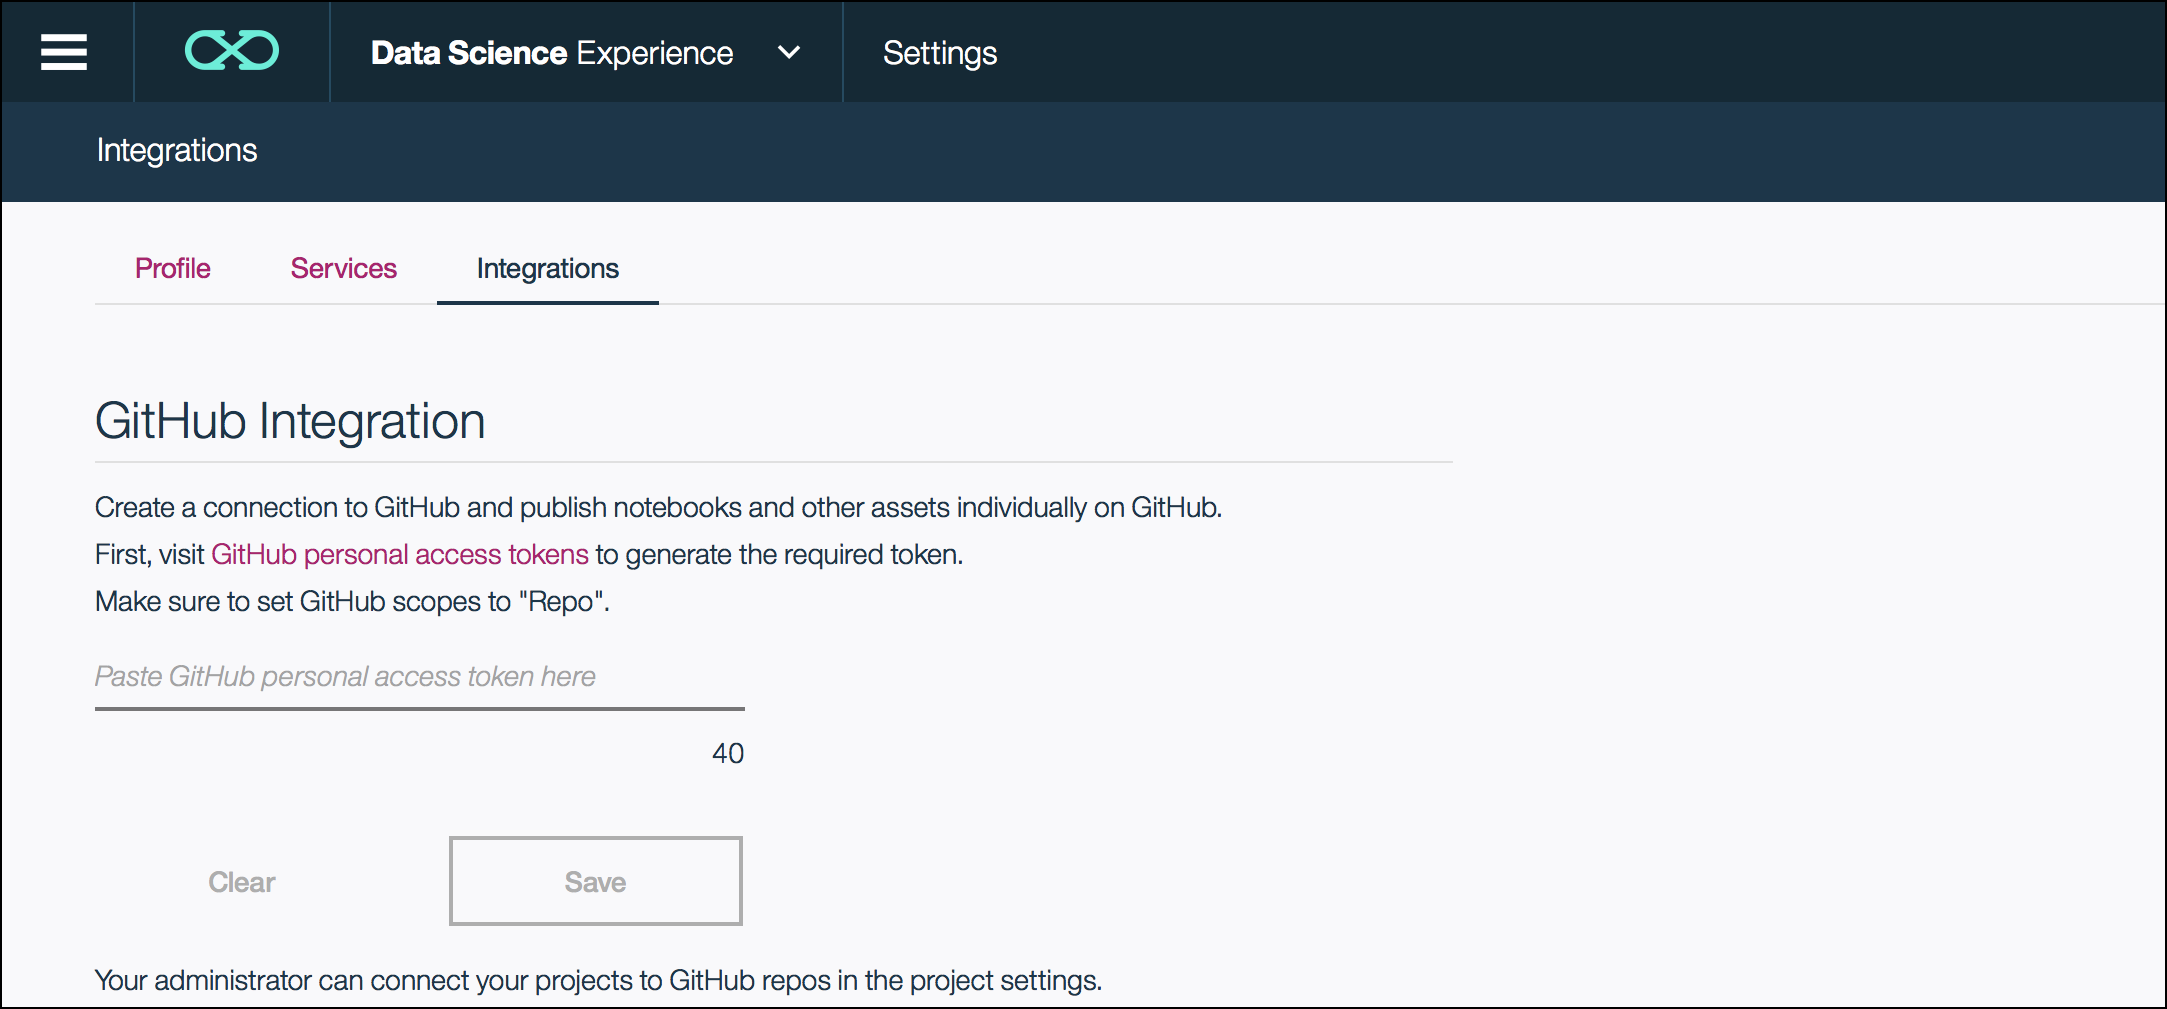 Data Science Experience
Settings
Integrations
Profile
Services
Integrations
GitHub Integration
Create a connection to GitHub and publish notebooks and other assets individually on GitHub.
First, visit GitHub personal access tokens to generate the required token.
Make sure to set GitHub scopes to "Repo".
Paste GitHub personal access token here
40
Clear
Save
Your administrator can connect your projects to GitHub repos in the project settings.